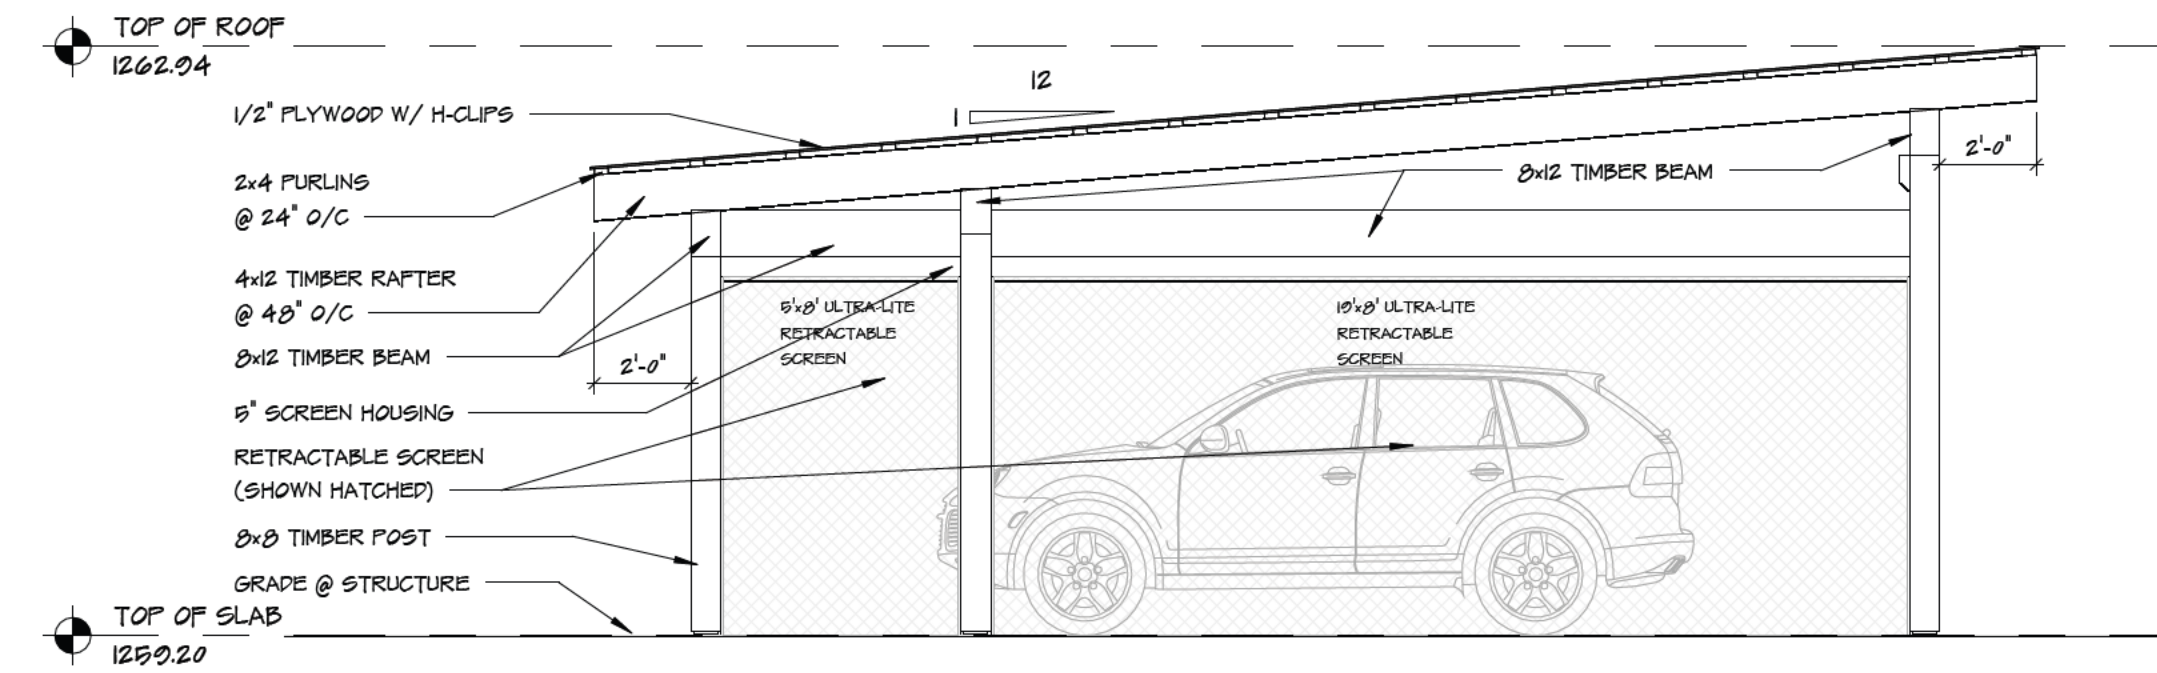 TOP OF ROOF
1262.94
12
1
1/2" PLYWOOD W/ H-CLIPS
2x4 PURLINS
@ 24" O/C
8x12 TIMBER BEAM
2'-0"
4x12 TIMBER RAFTER
@ 48" O/C
8x12 TIMBER BEAM
2'-0"
5'x8' ULTRA-LITE
RETRACTABLE
SCREEN
19'x8' ULTRA-LITE
RETRACTABLE
SCREEN
5" SCREEN HOUSING
RETRACTABLE SCREEN
(SHOWN HATCHED)
8x8 TIMBER POST
GRADE @ STRUCTURE
TOP OF SLAB
1259.20